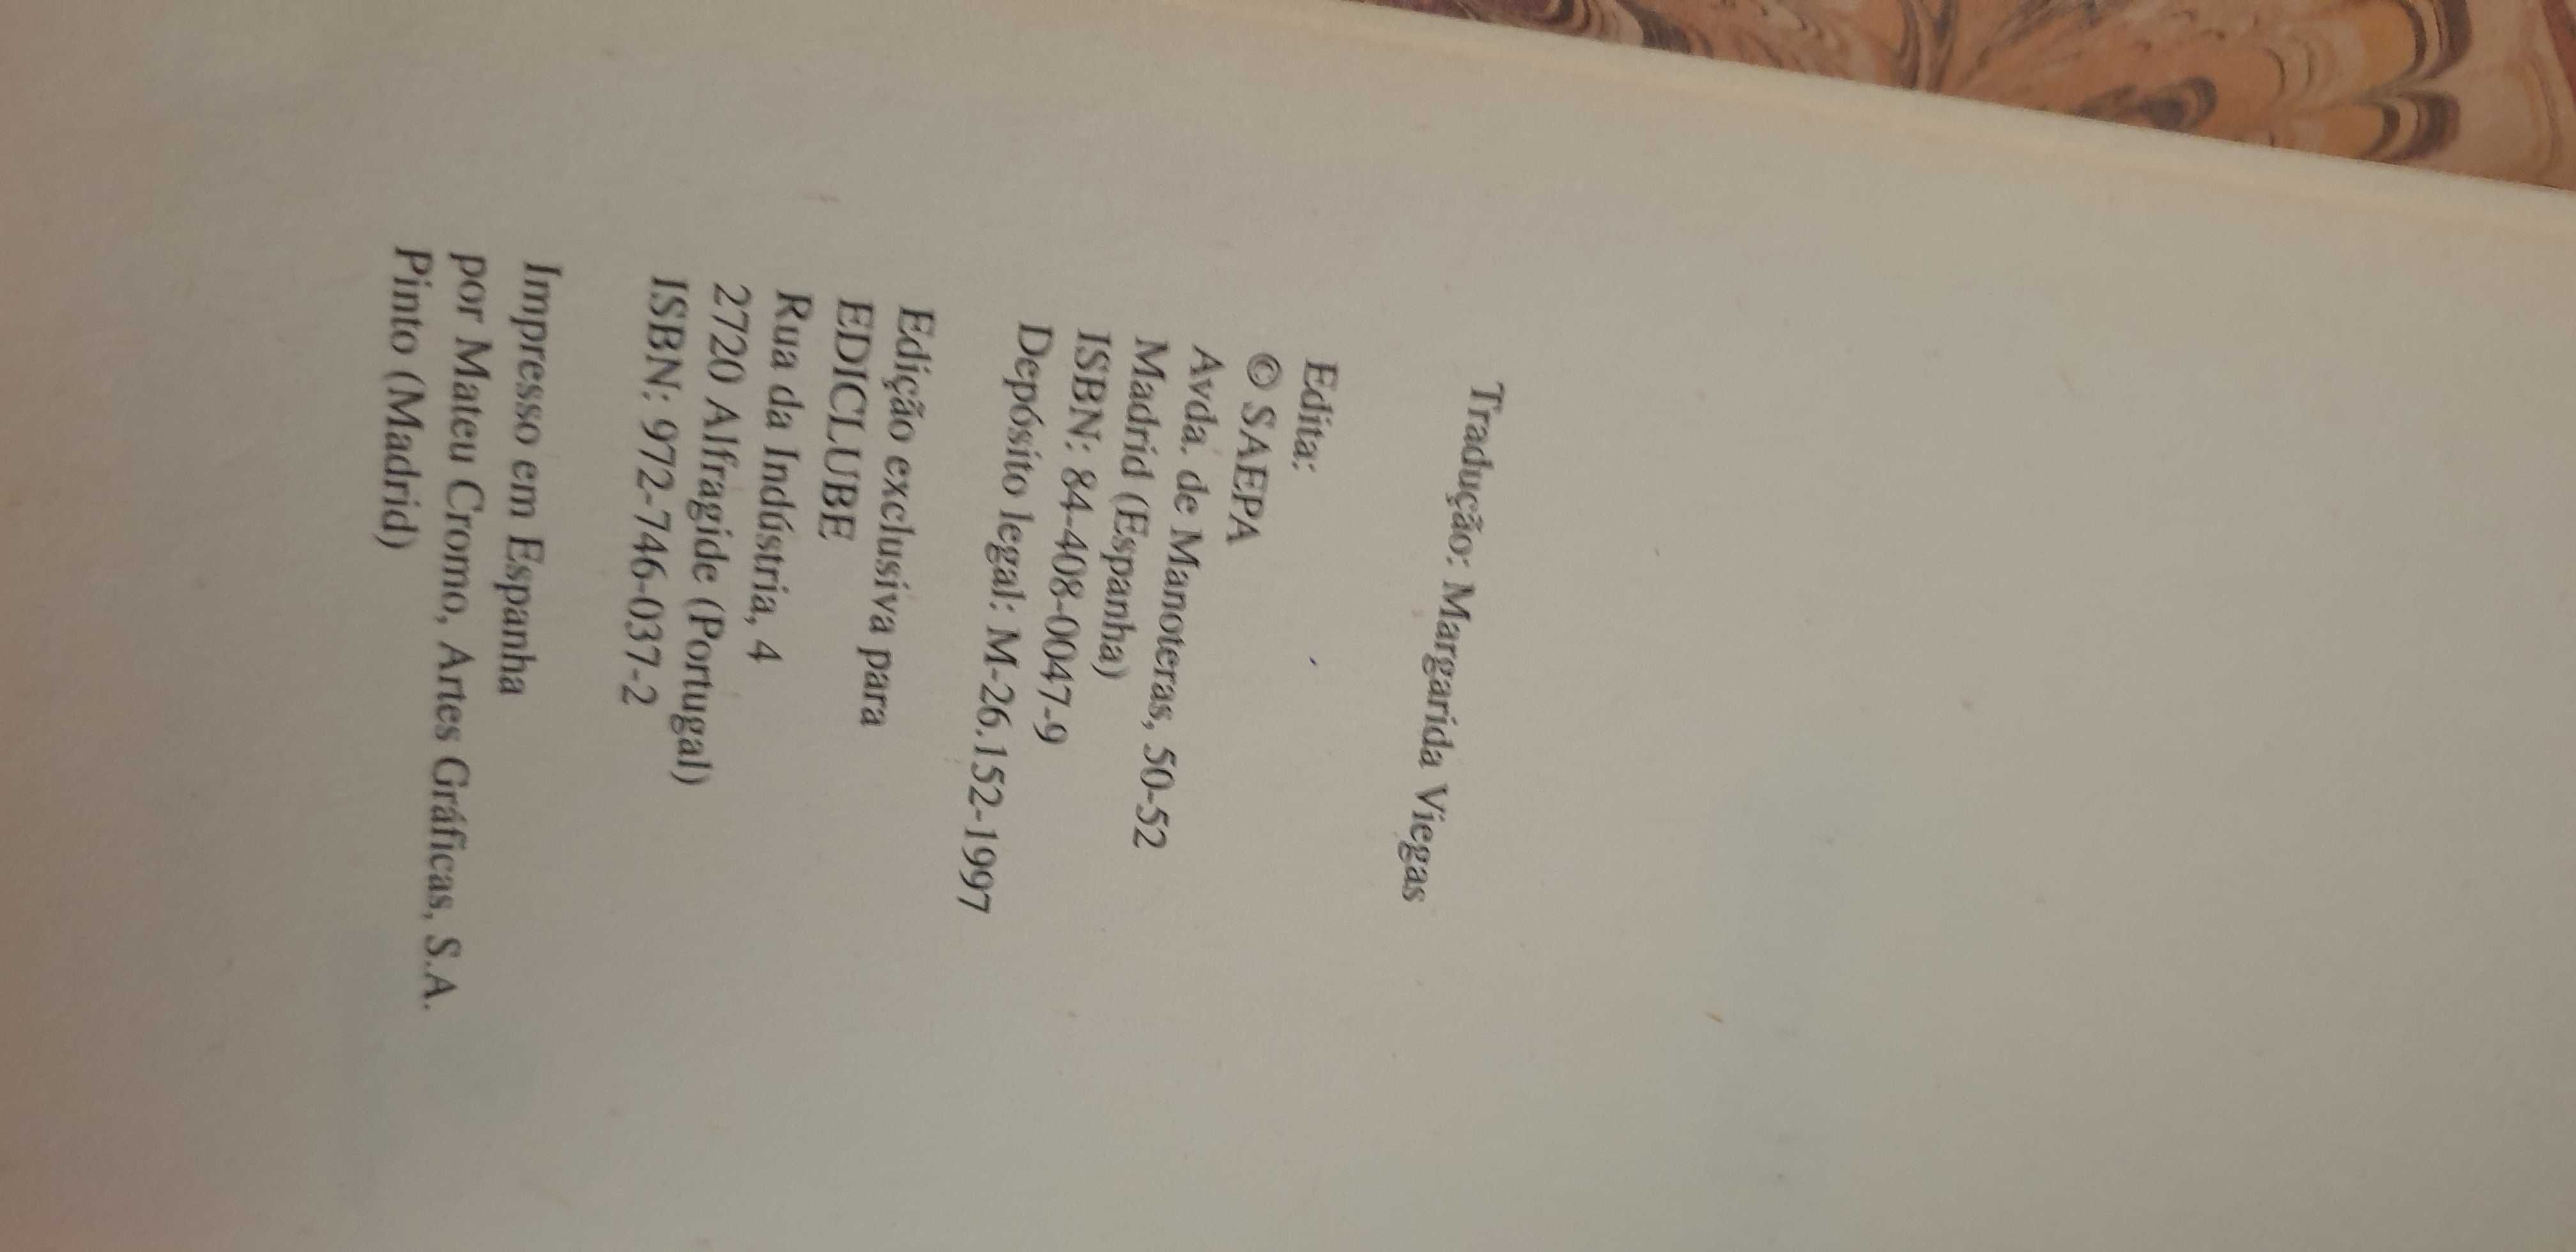 Tradução: Margarida Viegas
Edita:
© SAEPA
Avda. de Manoteras, 50-52
Madrid (Espanha)
ISBN: 84-408-0047-9
Depósito legal: M-26.152-1997
Edição exclusiva para
EDICLUBE
Rua da Indústria, 4
2720 Alfragide (Portugal)
ISBN: 972-746-037-2
Impresso em Espanha
por Mateu Cromo, Artes Gráficas, S.A.
Pinto (Madrid)